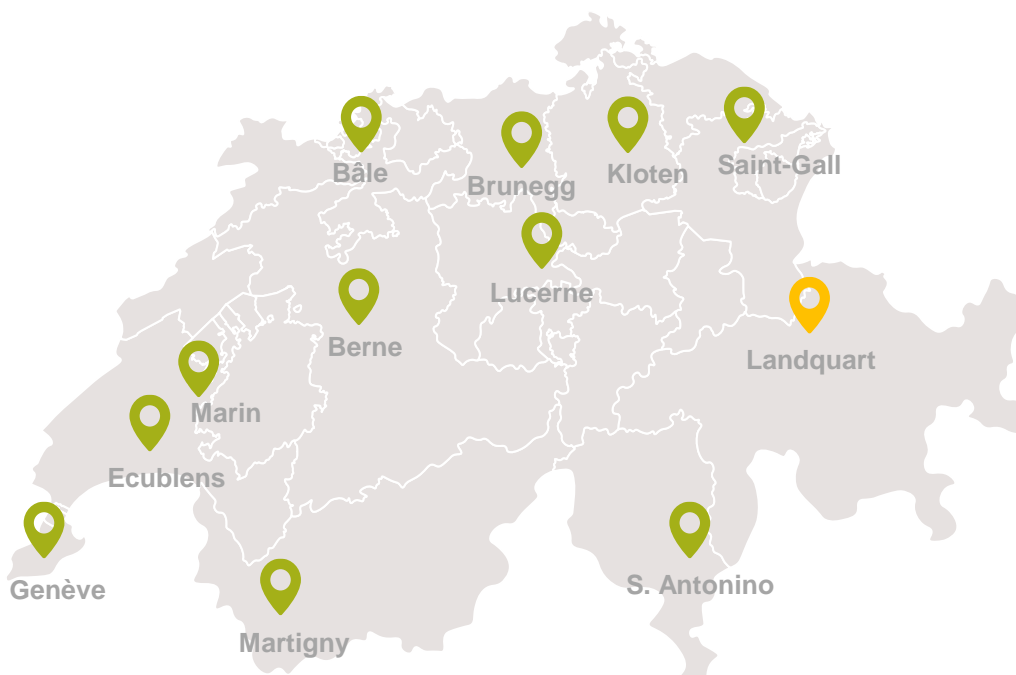 Bâle
Brunegg
Kloten
Saint-Gall
Lucerne
Berne
Landquart
Marin
Ecublens
Genève
S. Antonino
Martigny